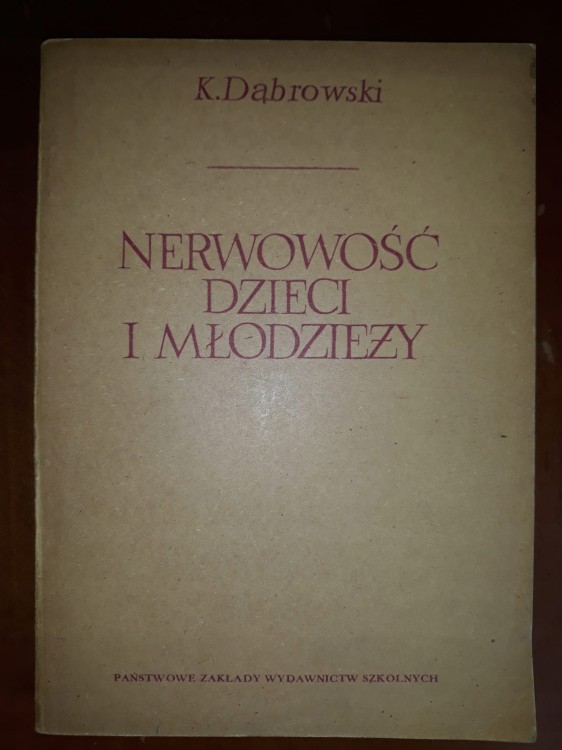 K. Dąbrowski
NERWOWOŚĆ
DZIECI
I MŁODZIEŻY
PAŃSTWOWE ZAKŁADY WYDAWNICTW SZKOLNYCH